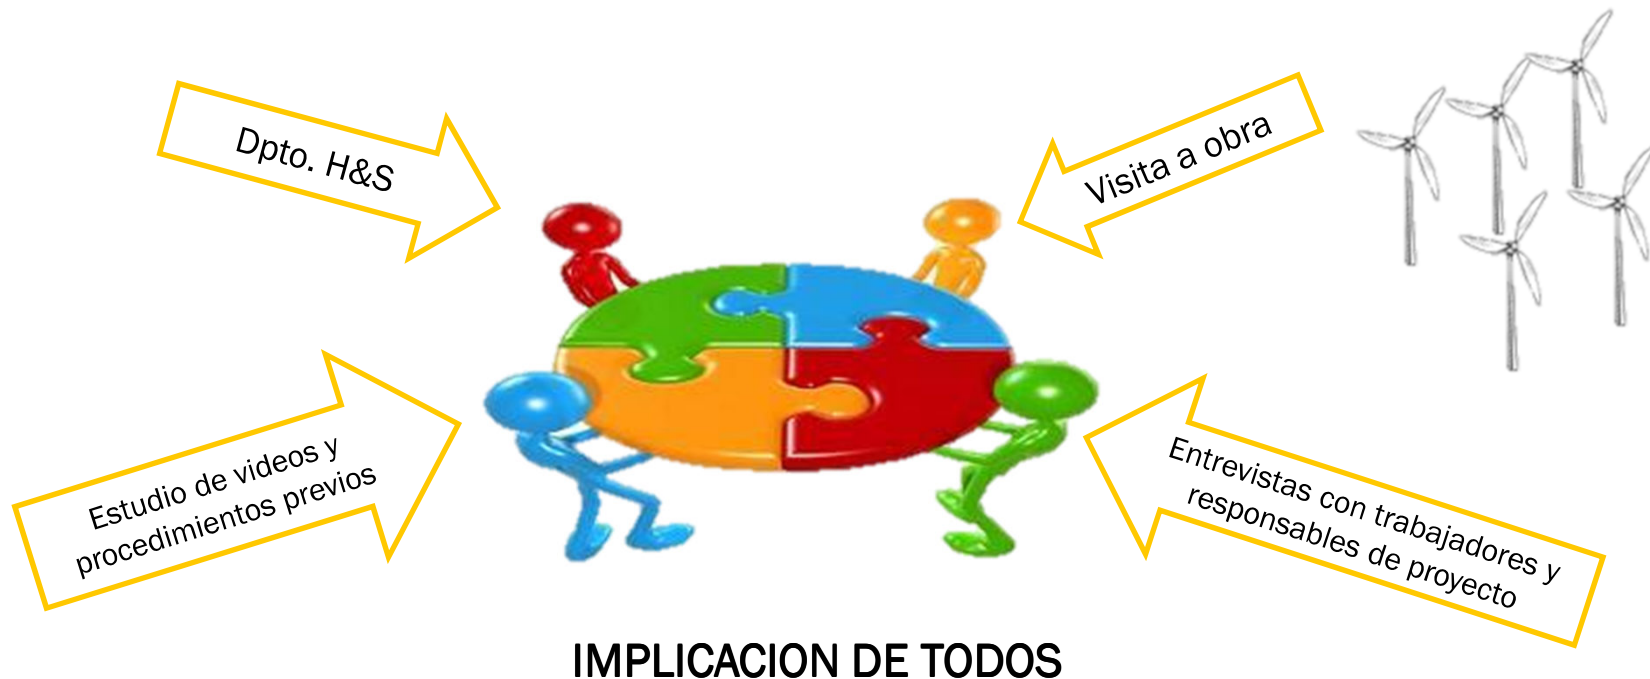 Dpto. H&S
Visita a obra
Estudio de videos y
procedimientos previos
Entrevistas con trabajadores y
responsables de proyecto
IMPLICACION DE TODOS